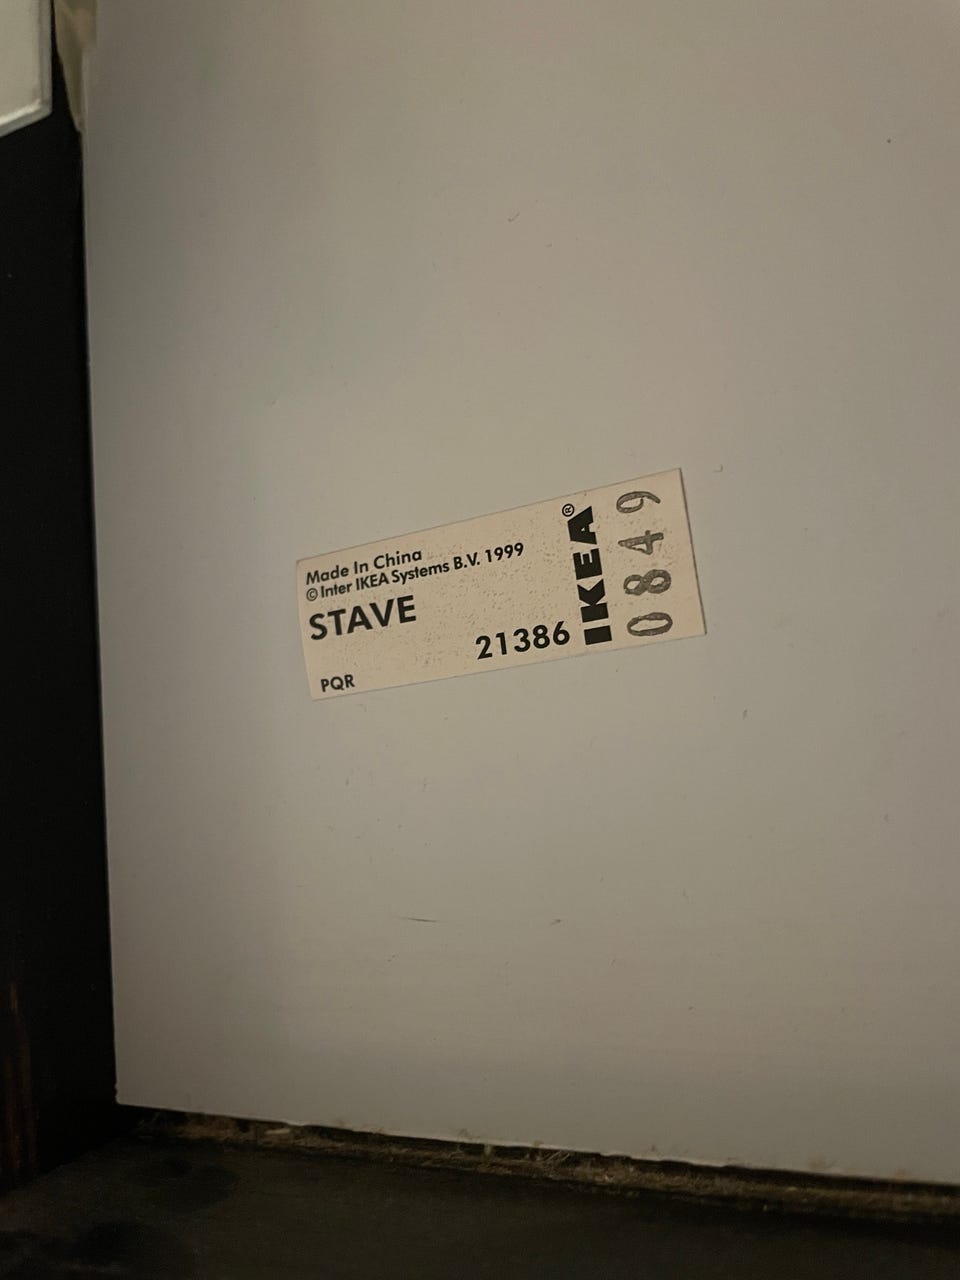 Made In China
© Inter IKEA Systems B.V. 1999
STAVE
21386
PQR
IKEA®
0849